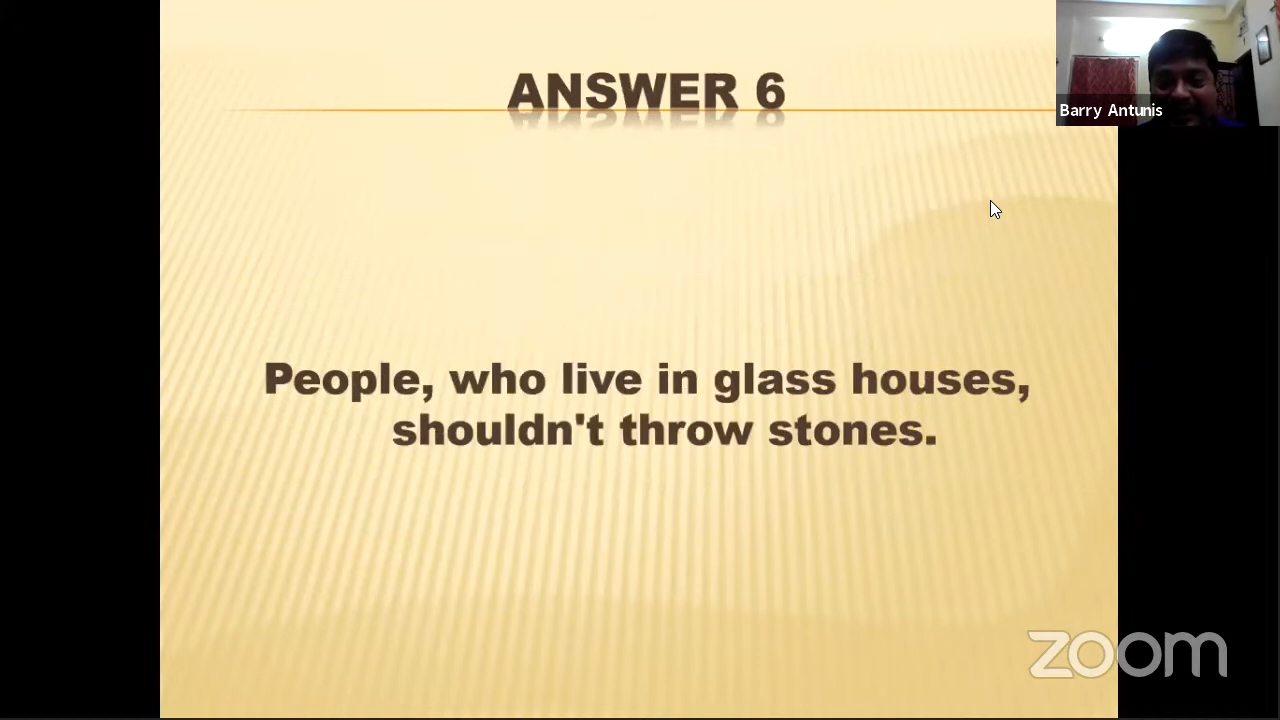 ANSWER 6
Barry Antunis
People, who live in glass houses,
shouldn't throw stones.
zoom